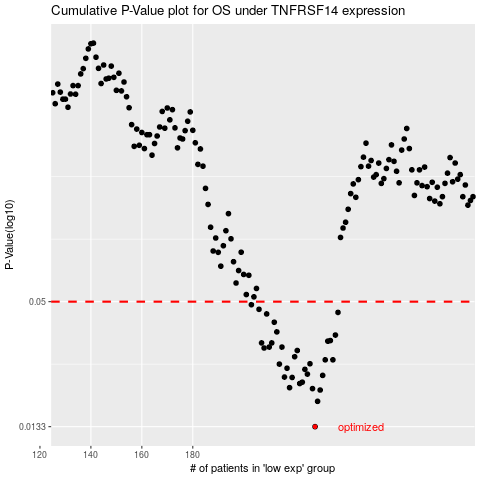 Cumulative P-Value plot for OS under TNFRSF14 expression
P-Value(log10)
0.05
0.0133
optimized
120 140 160 180
# of patients in 'low exp' group